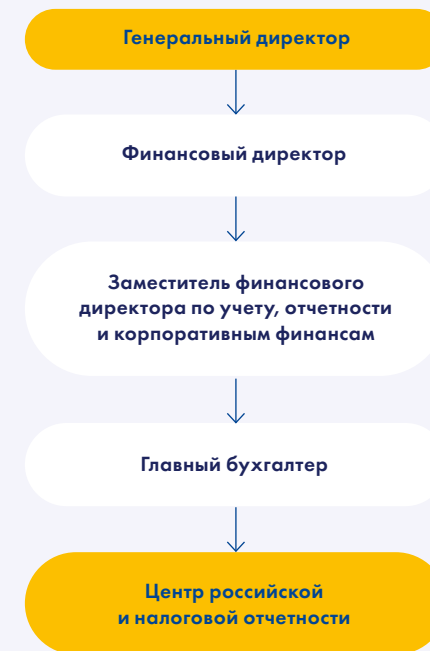 Генеральный директор
Финансовый директор
Заместитель финансового
директора по учету, отчетности
и корпоративным финансам
Главный бухгалтер
Центр российской
и налоговой отчетности